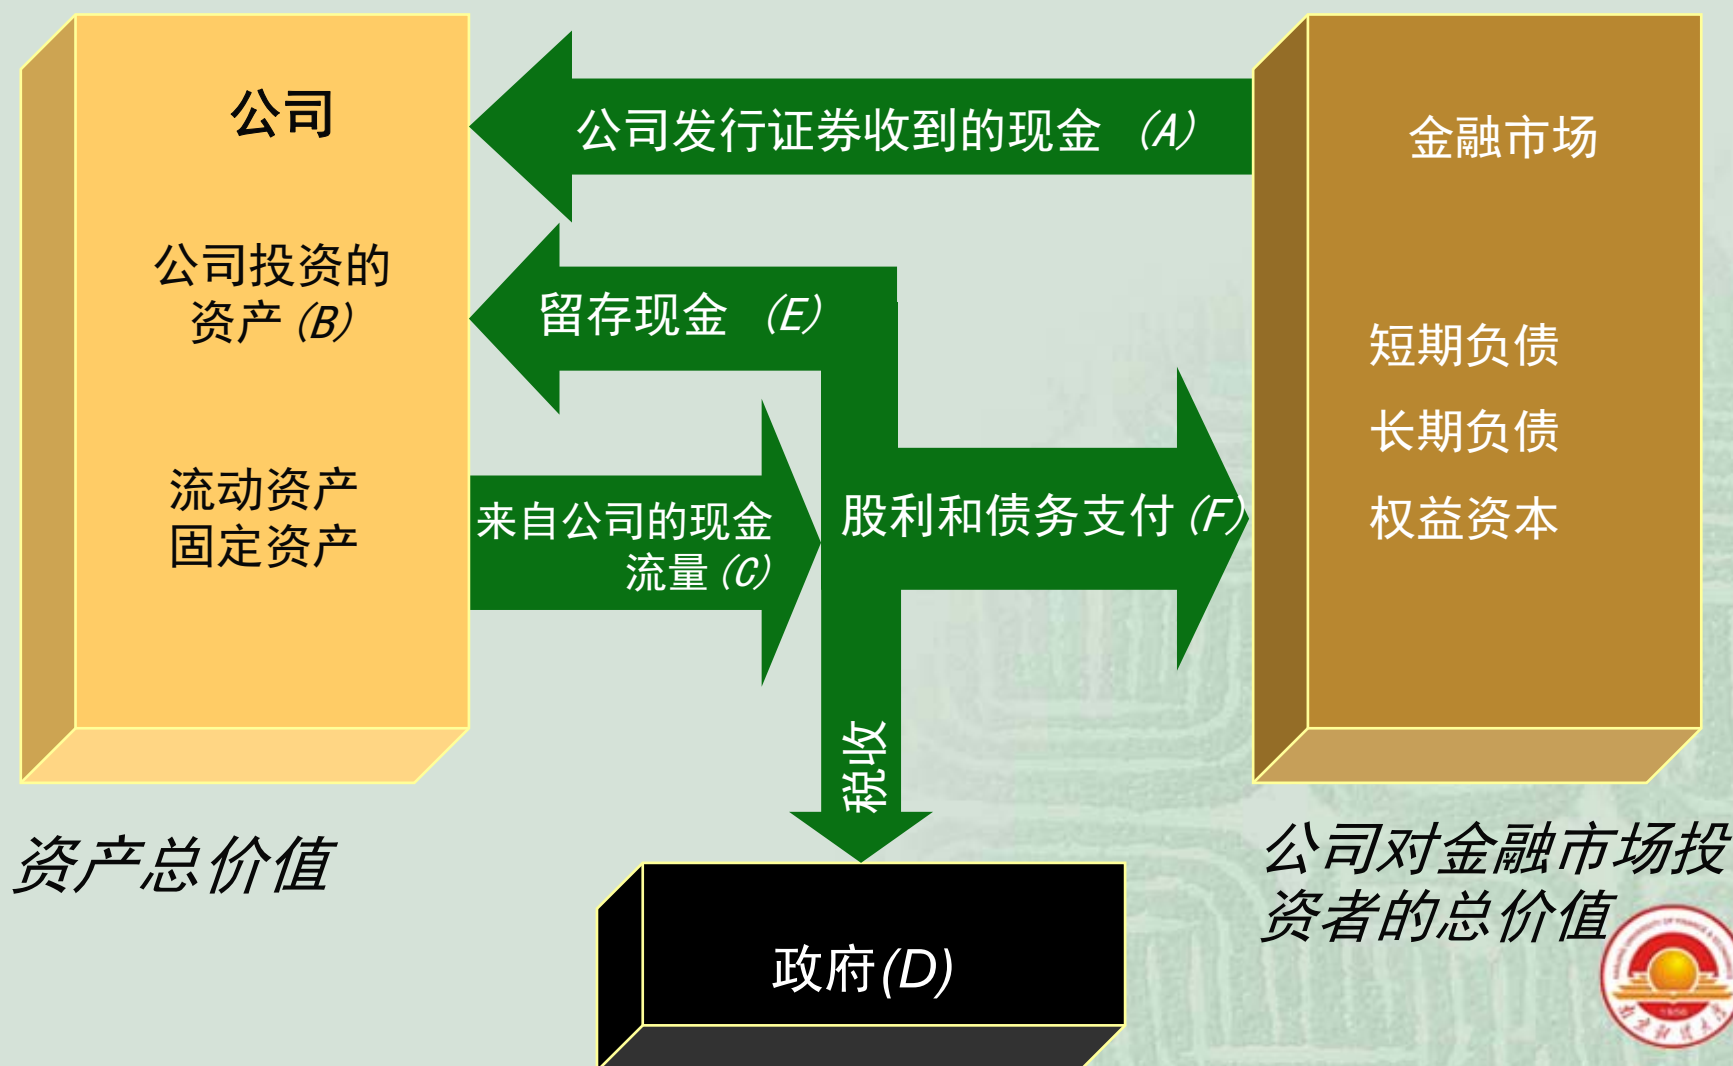 公司
公司投资的
资产 (B)
流动资产
固定资产
公司发行证券收到的现金 (A)
留存现金 (E)
来自公司的现金
流量 (C)
股利和债务支付 (F)
税收
金融市场
短期负债
长期负债
权益资本
资产总价值
政府(D)
公司对金融市场投
资者的总价值